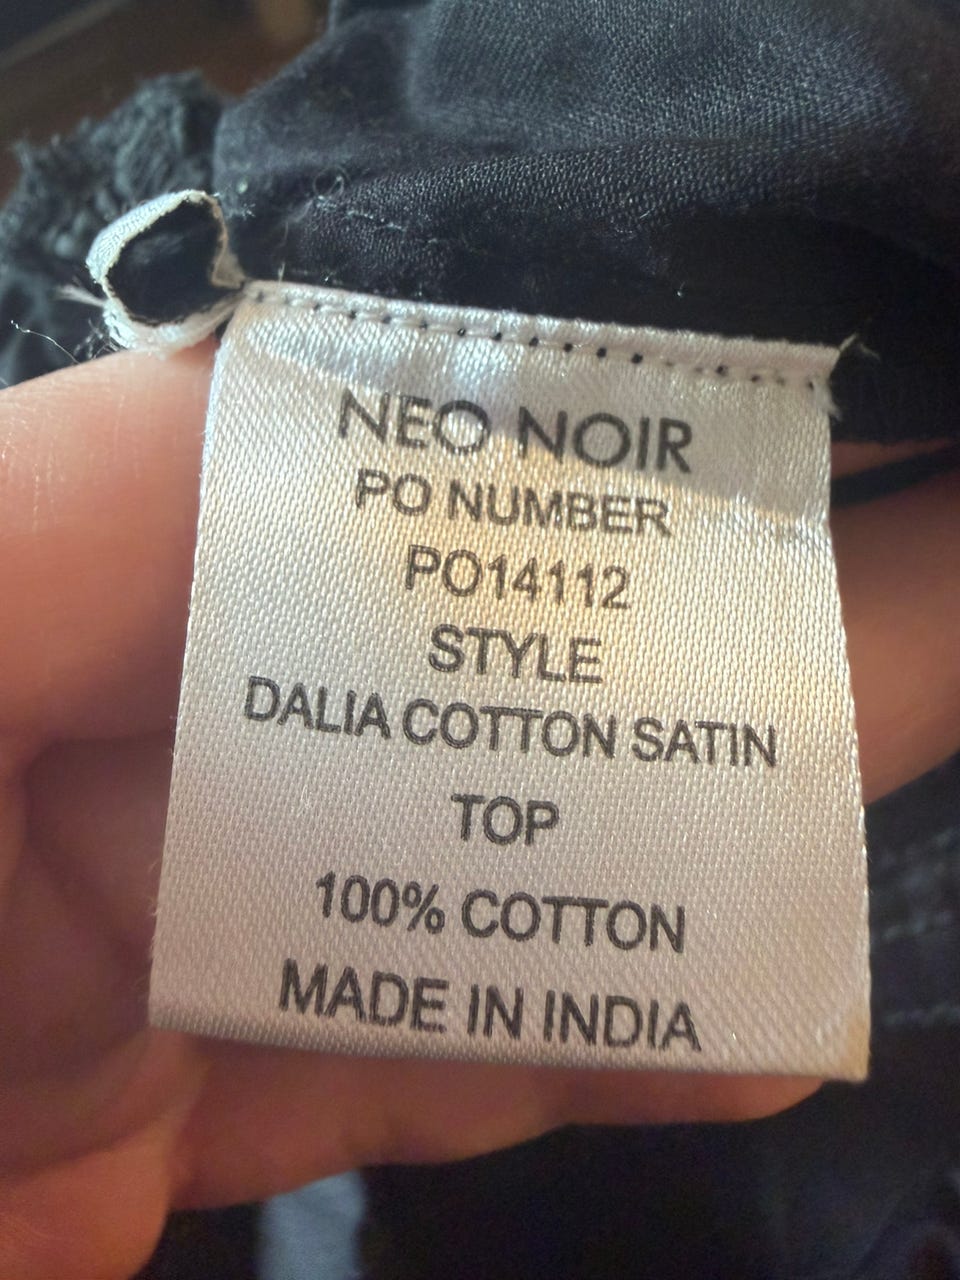 NEO NOIR
PO NUMBER
PO14112
STYLE
DALIA COTTON SATIN
TOP
100% COTTON
MADE IN INDIA